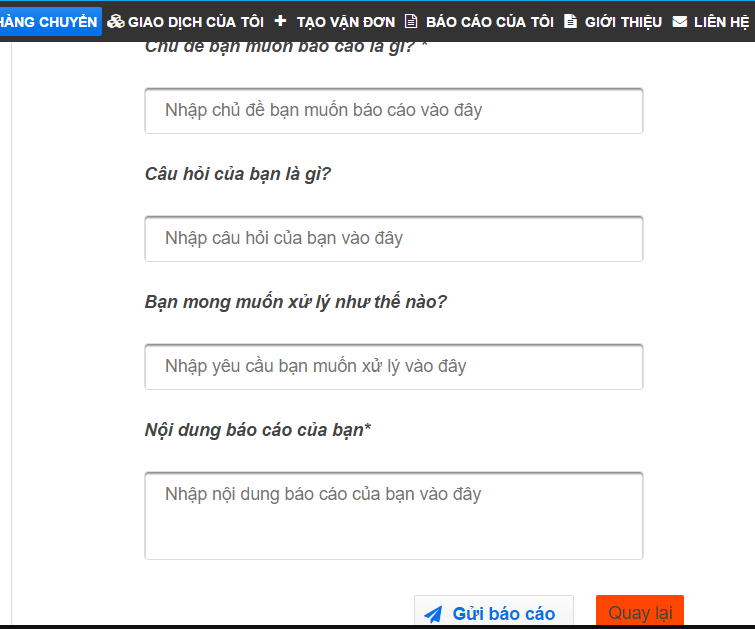 HÀNG CHUYỂN GIAO DỊCH CỦA TÔI TẠO VẬN ĐƠN BÁO CÁO CỦA TÔI GIỚI THIỆU LIÊN HỆ
Chủ đề bạn muốn báo cáo là gì? *
Nhập chủ đề bạn muốn báo cáo vào đây
Câu hỏi của bạn là gì?
Nhập câu hỏi của bạn vào đây
Bạn mong muốn xử lý như thế nào?
Nhập yêu cầu bạn muốn xử lý vào đây
Nội dung báo cáo của bạn*
Nhập nội dung báo cáo của bạn vào đây
Gửi báo cáo Quay lại